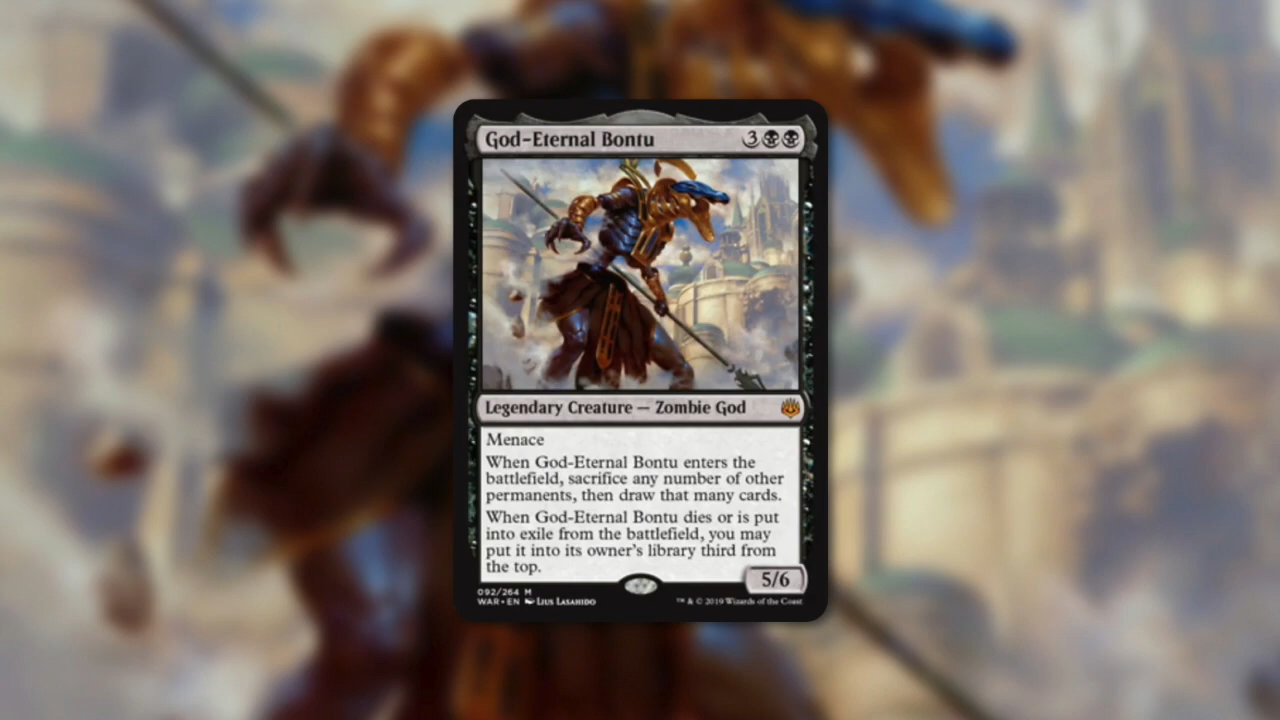 God-Eternal Bontu 3
Legendary Creature — Zombie God
Menace
When God-Eternal Bontu enters the
battlefield, sacrifice any number of other
permanents, then draw that many cards.
When God-Eternal Bontu dies or is put
into exile from the battlefield, you may
put it into its owner's library third from
the top.
5/6
092/264 M
WAR • EN Lius Lasahido
™ & © 2019 Wizards of the Coast